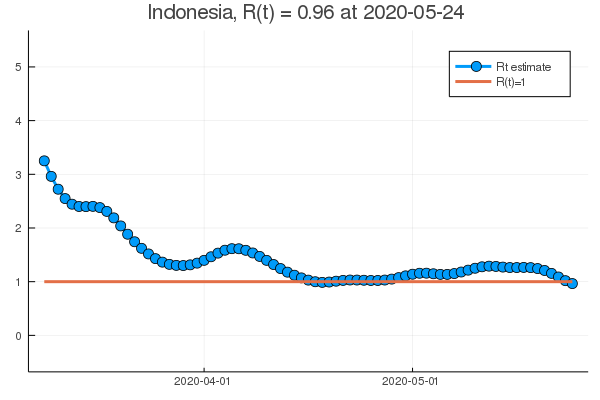 Indonesia, R(t) = 0.96 at 2020-05-24
5
4
3
2
1
0
Rt estimate
R(t)=1
2020-04-01
2020-05-01